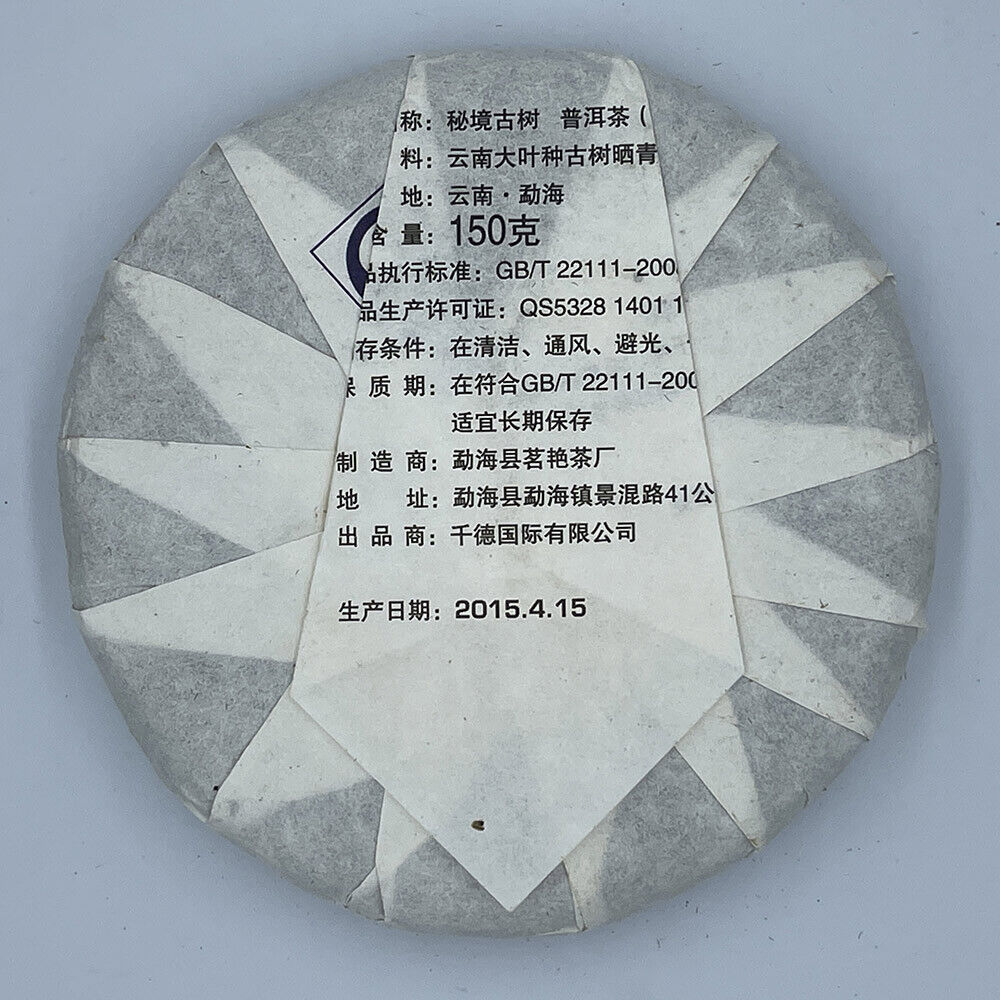 称：秘境古树 普洱茶（
料：云南大叶种古树晒青
地：云南·勐海
含 量：150克
品执行标准：GB/T 22111-200
品生产许可证：QS5328 1401 1
存条件：在清洁、通风、避光、
保 质 期：在符合GB/T 22111-200
适宜长期保存
制 造 商：勐海县茗艳茶厂
地 址：勐海县勐海镇景混路41公
出 品 商：千德国际有限公司
生产日期：2015.4.15